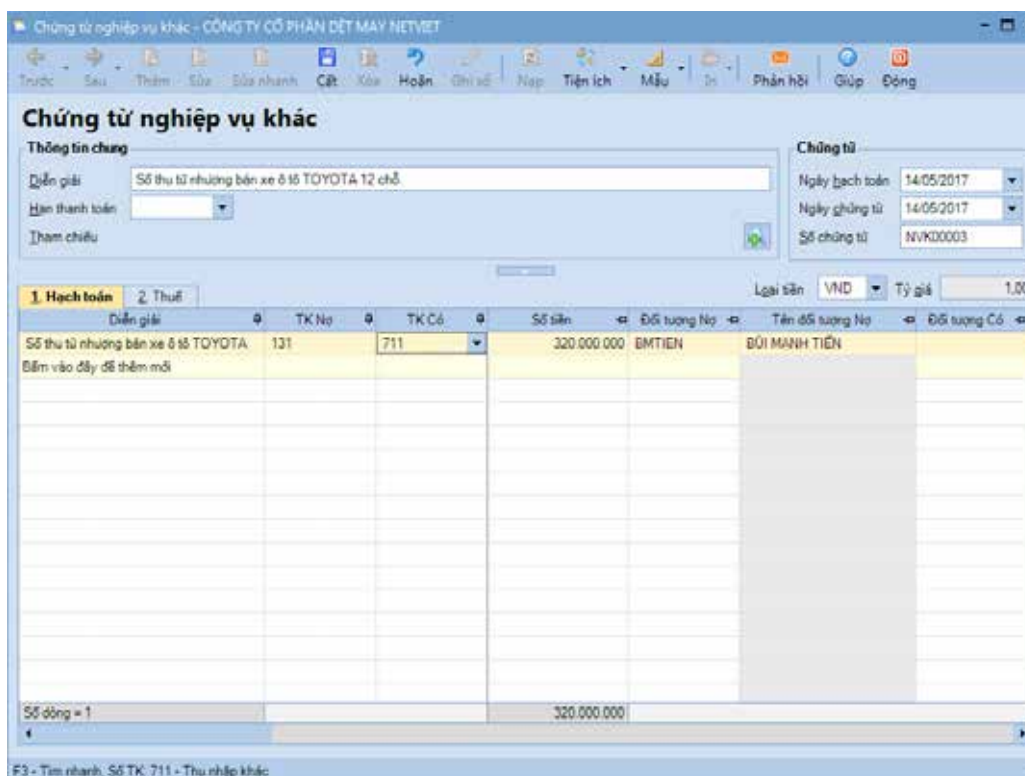 Chứng từ nghiệp vụ khác - CÔNG TY CỔ PHẦN DỆT MAY NETVIET
Trước Sau Thêm Sửa Sửa nhanh Cất Xóa Hoãn Ghi sổ Nạp Tiện ích Mẫu In Phản hồi Giúp Đóng
Chứng từ nghiệp vụ khác
Thông tin chung
Chứng từ
Diễn giải Số thu từ nhượng bán xe ô tô TOYOTA 12 chỗ
Ngày hạch toán 14/05/2017
Hạn thanh toán
Ngày chứng từ 14/05/2017
Tham chiếu
Số chứng từ NVK00003
Loại tiền VND Tỷ giá 1,00
1. Hạch toán 2. Thuế
Diễn giải TK Nợ TK Có Số tiền Đối tượng Nợ Tên đối tượng Nợ Đối tượng Có
Số thu từ nhượng bán xe ô tô TOYOTA 131 711 320.000.000 BMTIEN BÙI MẠNH TIẾN
Bấm vào đây để thêm mới
Số dòng = 1 320.000.000
F3 - Tìm nhanh, Số TK: 711 - Thu nhập khác